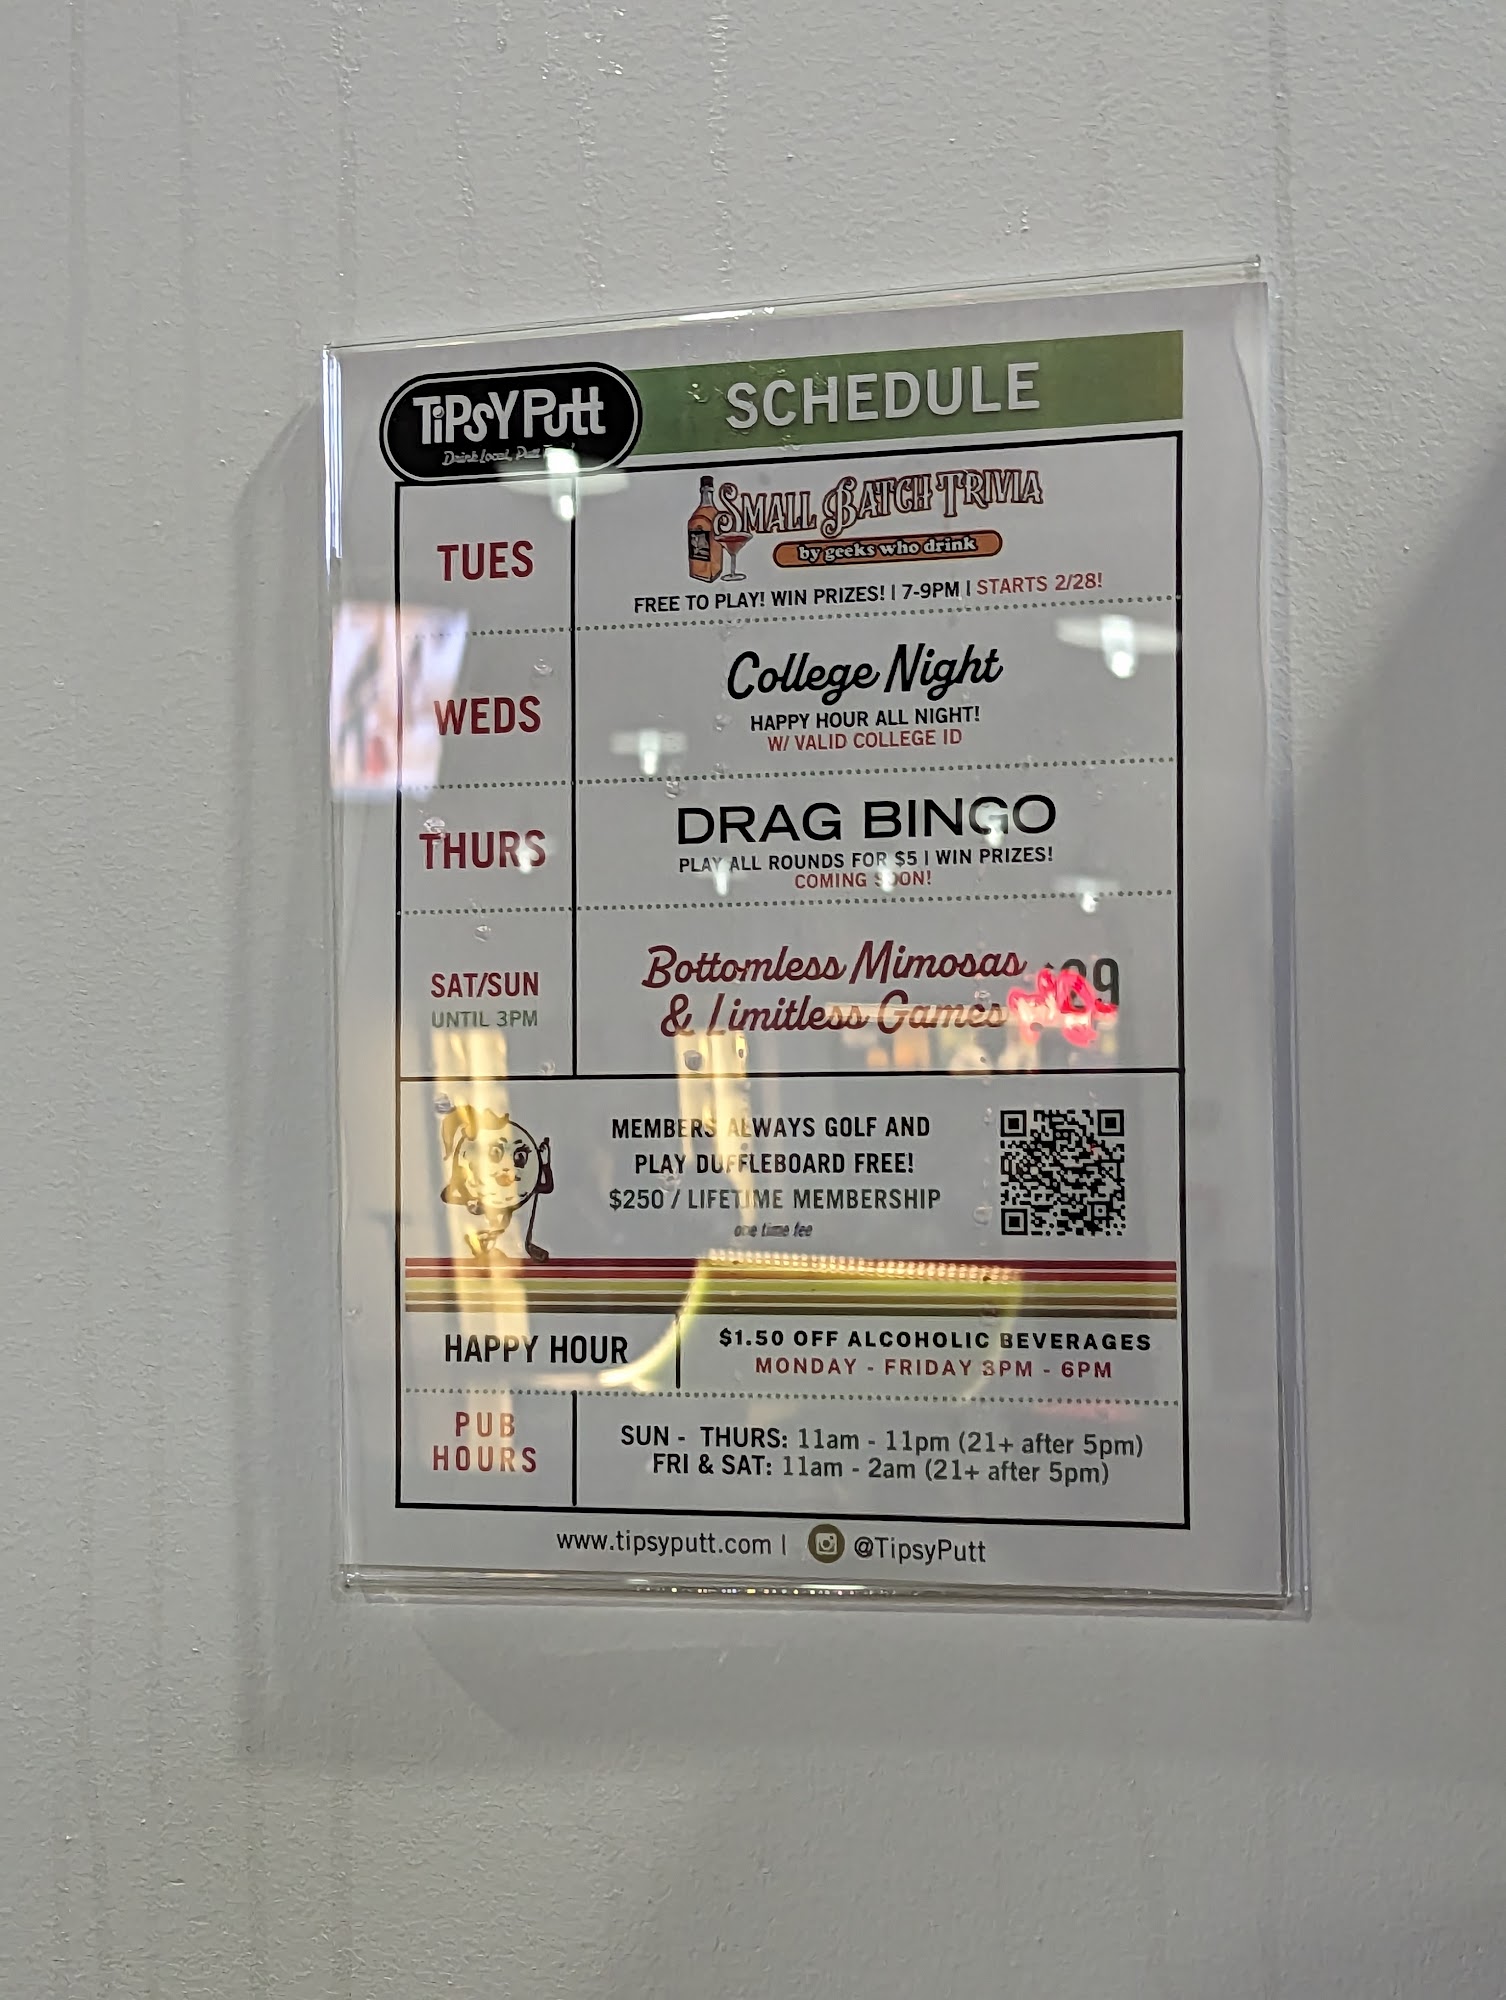 TiPSY Putt
Drink Local, Putt
SCHEDULE
TUES
SMALL BATCH TRIVIA
by geeks who drink
FREE TO PLAY! WIN PRIZES! | 7-9PM | STARTS 2/28!
WEDS
College Night
HAPPY HOUR ALL NIGHT!
W/ VALID COLLEGE ID
THURS
DRAG BINGO
PLAY ALL ROUNDS FOR $5 | WIN PRIZES!
COMING SOON!
SAT/SUN
UNTIL 3PM
Bottomless Mimosas
& Limitless Games
MEMBERS ALWAYS GOLF AND
PLAY DUFFLEBOARD FREE!
$250 / LIFETIME MEMBERSHIP
one time fee
HAPPY HOUR
$1.50 OFF ALCOHOLIC BEVERAGES
MONDAY - FRIDAY 3PM - 6PM
PUB
HOURS
SUN - THURS: 11am - 11pm (21+ after 5pm)
FRI & SAT: 11am - 2am (21+ after 5pm)
www.tipsyputt.com | @TipsyPutt